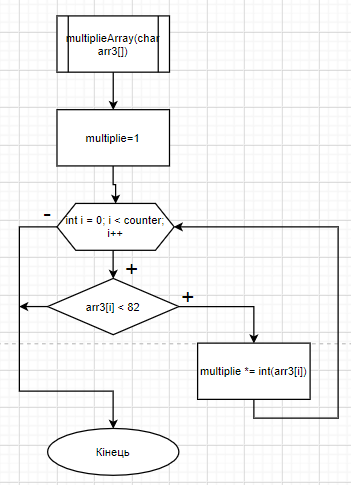 multiplieArray(char
arr3[])
multiplie=1
int i = 0; i < counter;
i++
-
+
arr3[i] < 82
+
multiplie *= int(arr3[i])
Кінець